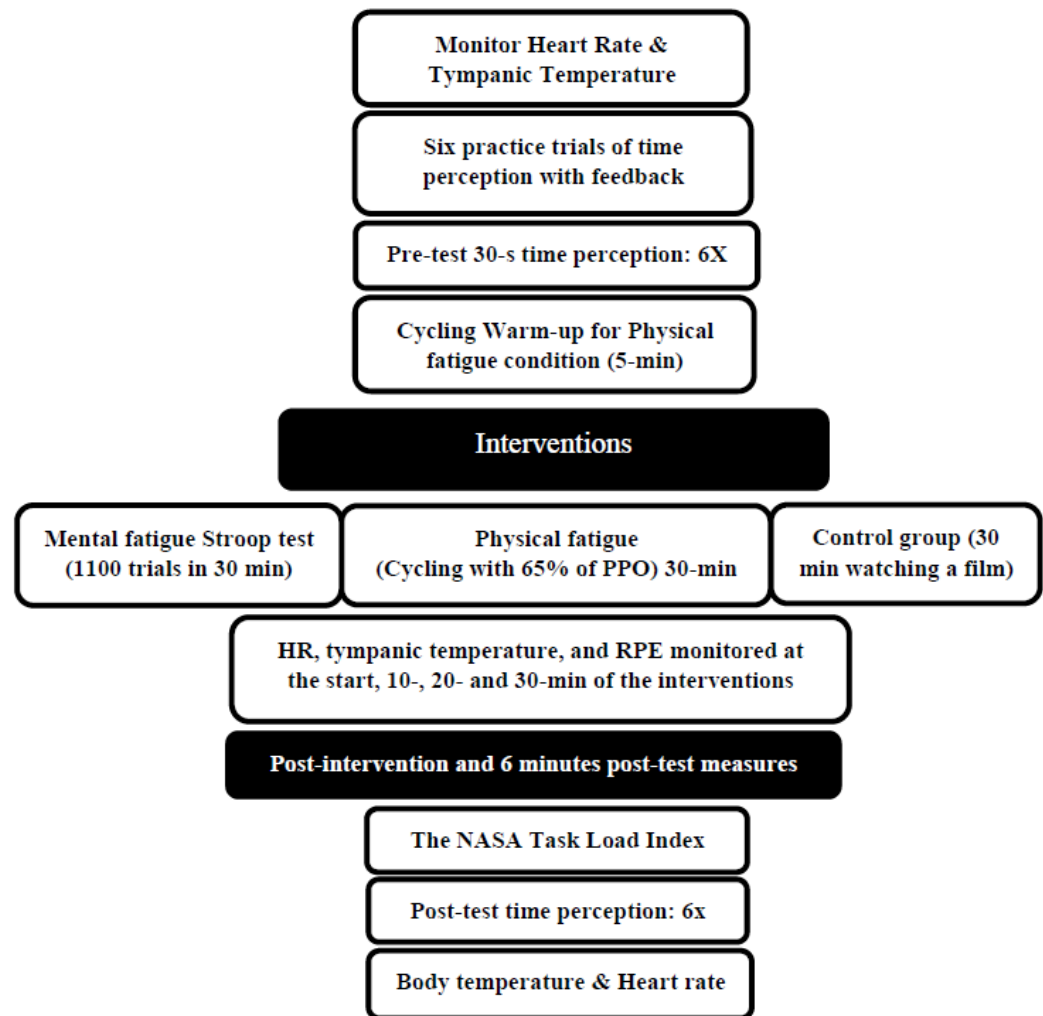 Monitor Heart Rate &
Tympanic Temperature
Six practice trials of time
perception with feedback
Pre-test 30-s time perception: 6X
Cycling Warm-up for Physical
fatigue condition (5-min)
Interventions
Mental fatigue Stroop test
(1100 trials in 30 min)
Physical fatigue
(Cycling with 65% of PPO) 30-min
Control group (30
min watching a film)
HR, tympanic temperature, and RPE monitored at
the start, 10-, 20- and 30-min of the interventions
Post-intervention and 6 minutes post-test measures
The NASA Task Load Index
Post-test time perception: 6x
Body temperature & Heart rate